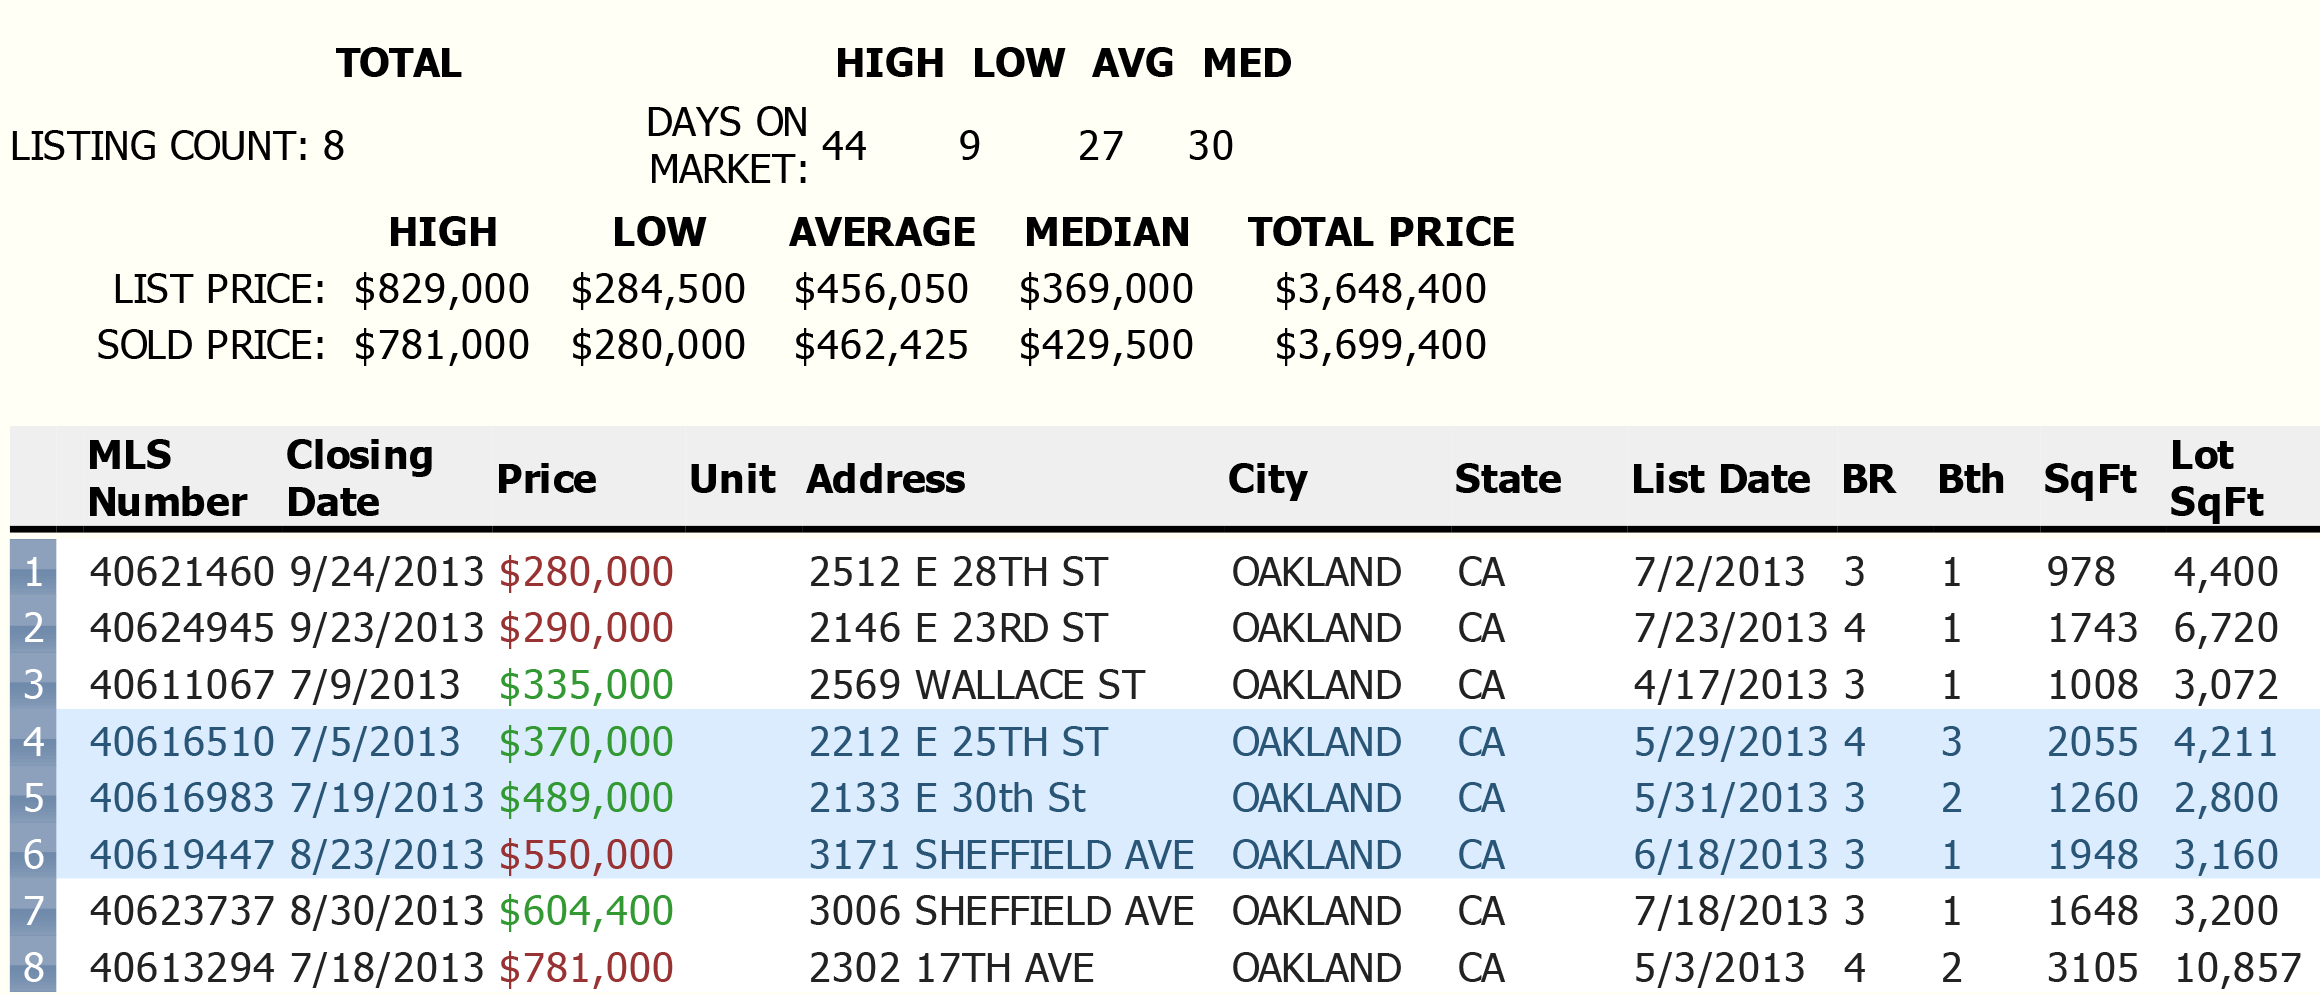 TOTAL HIGH LOW AVG MED
LISTING COUNT: 8 DAYS ON MARKET: 44 9 27 30
HIGH LOW AVERAGE MEDIAN TOTAL PRICE
LIST PRICE: $829,000 $284,500 $456,050 $369,000 $3,648,400
SOLD PRICE: $781,000 $280,000 $462,425 $429,500 $3,699,400
MLS Number Closing Date Price Unit Address City State List Date BR Bth SqFt Lot SqFt
1 40621460 9/24/2013 $280,000 2512 E 28TH ST OAKLAND CA 7/2/2013 3 1 978 4,400
2 40624945 9/23/2013 $290,000 2146 E 23RD ST OAKLAND CA 7/23/2013 4 1 1743 6,720
3 40611067 7/9/2013 $335,000 2569 WALLACE ST OAKLAND CA 4/17/2013 3 1 1008 3,072
4 40616510 7/5/2013 $370,000 2212 E 25TH ST OAKLAND CA 5/29/2013 4 3 2055 4,211
5 40616983 7/19/2013 $489,000 2133 E 30th St OAKLAND CA 5/31/2013 3 2 1260 2,800
6 40619447 8/23/2013 $550,000 3171 SHEFFIELD AVE OAKLAND CA 6/18/2013 3 1 1948 3,160
7 40623737 8/30/2013 $604,400 3006 SHEFFIELD AVE OAKLAND CA 7/18/2013 3 1 1648 3,200
8 40613294 7/18/2013 $781,000 2302 17TH AVE OAKLAND CA 5/3/2013 4 2 3105 10,857